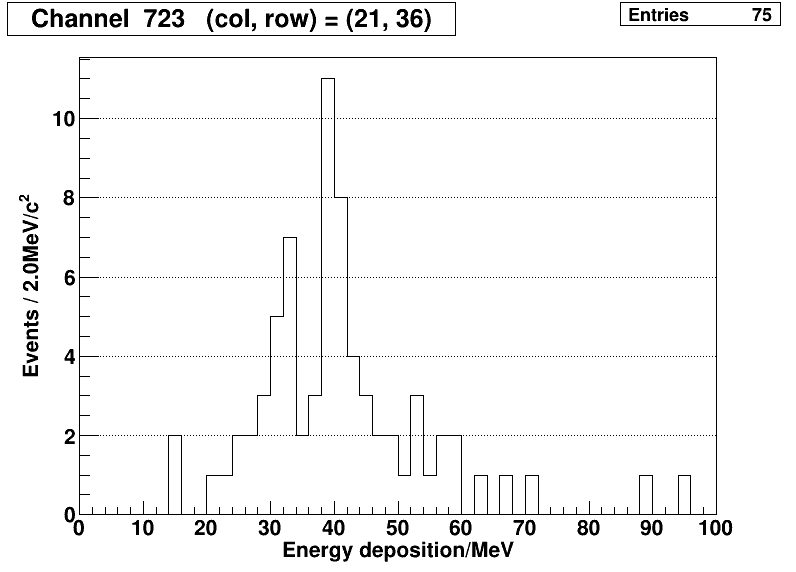 Channel 723 (col, row) = (21, 36)
Entries 75
Events / 2.0MeV/c²
10
8
6
4
2
0
0 10 20 30 40 50 60 70 80 90 100
Energy deposition/MeV